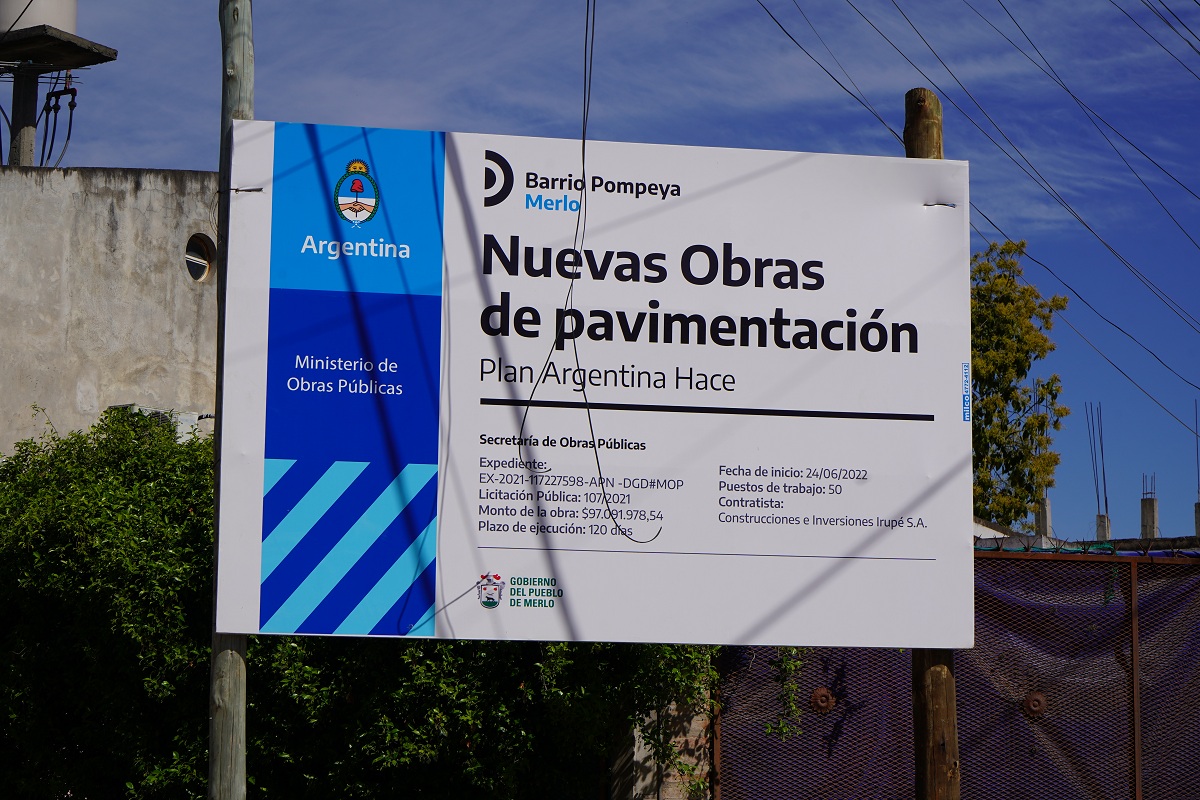 Argentina
Ministerio de
Obras Públicas
Barrio Pompeya
Merlo
Nuevas Obras
de pavimentación
Plan Argentina Hace
Secretaría de Obras Públicas
Expediente:
EX-2021-117227598-APN -DGD#MOP
Licitación Pública: 107/2021
Monto de la obra: $97.091.978,54
Plazo de ejecución: 120 días
Fecha de inicio: 24/06/2022
Puestos de trabajo: 50
Contratista:
Construcciones e Inversiones Irupé S.A.
GOBIERNO
DEL PUEBLO
DE MERLO
milco 4772-4112